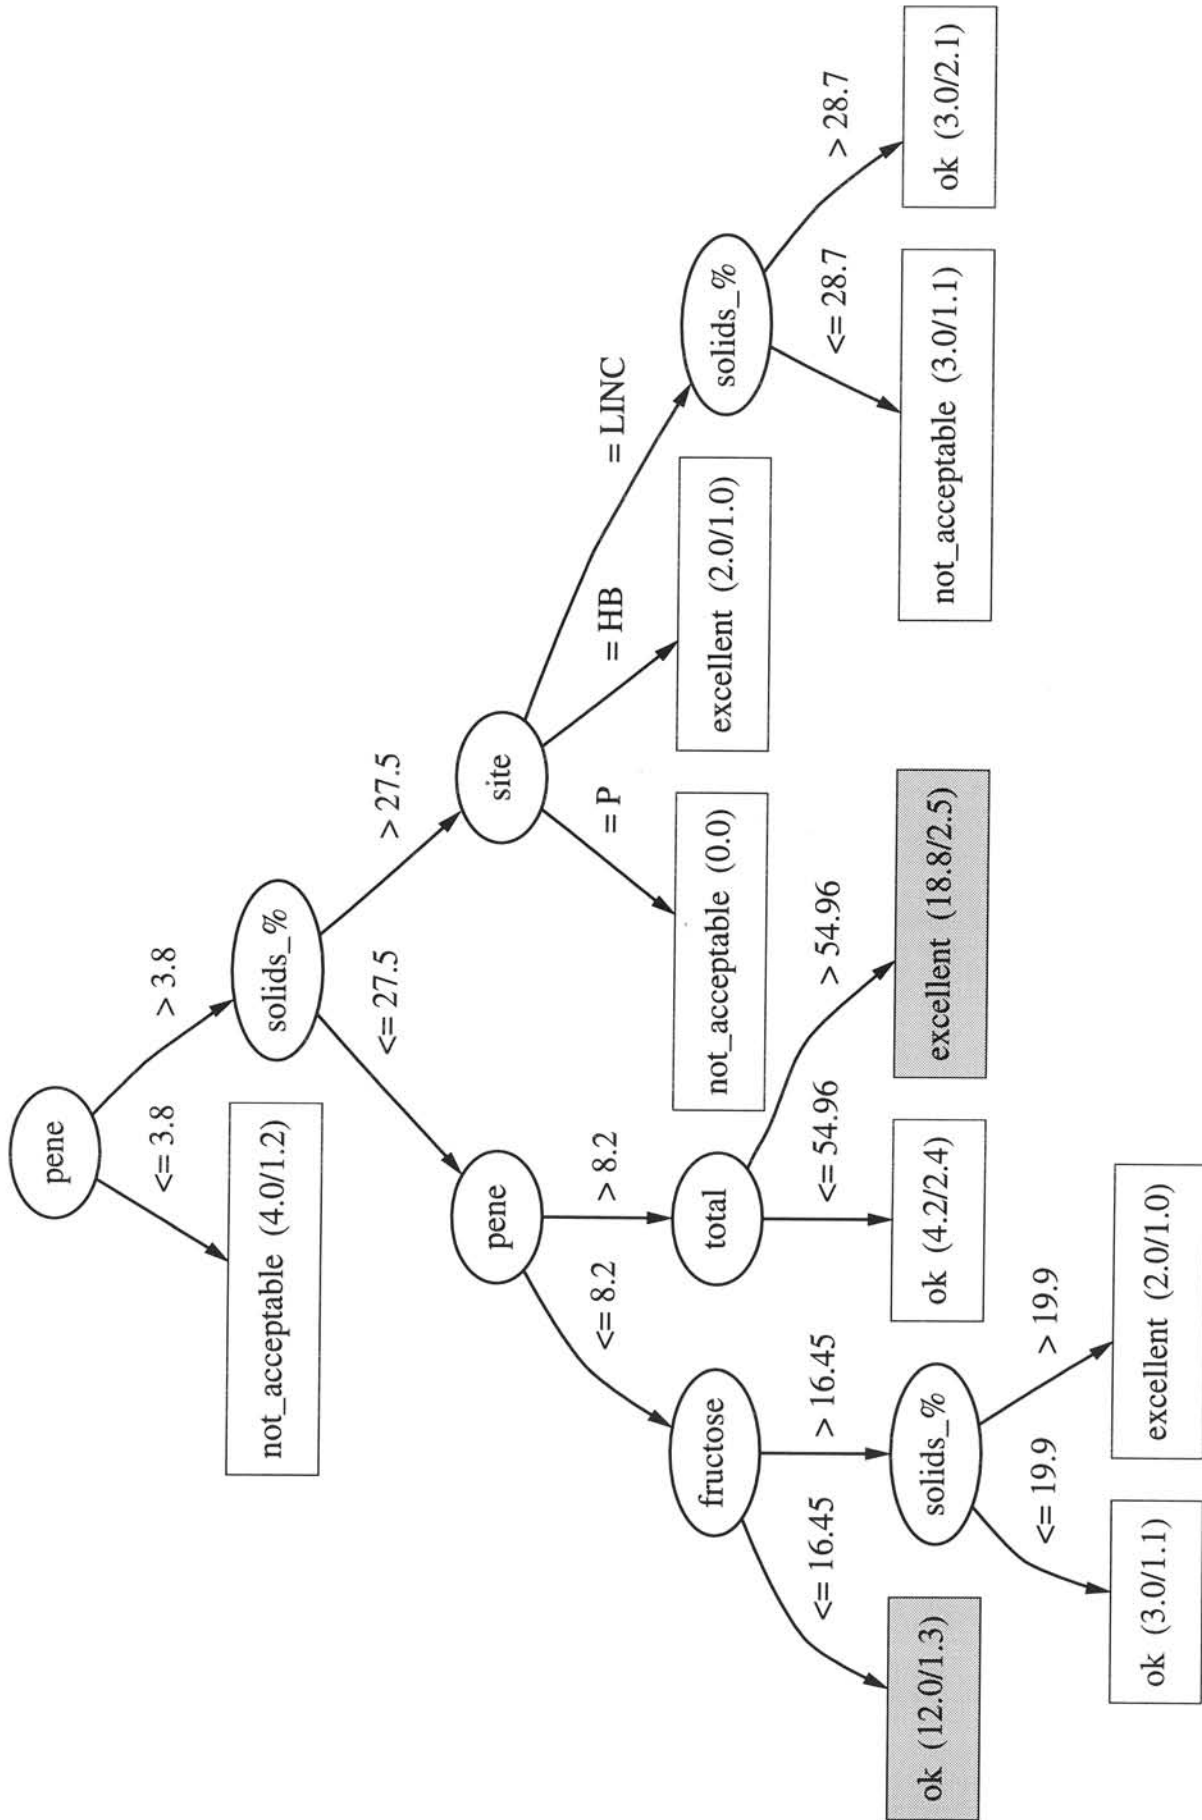 pene
<= 3.8
> 3.8
not_acceptable (4.0/1.2)
solids_%
<= 27.5
> 27.5
pene
site
<= 8.2
> 8.2
= P
= HB
= LINC
fructose
total
not_acceptable (0.0)
excellent (2.0/1.0)
solids_%
<= 16.45
> 16.45
<= 54.96
> 54.96
<= 28.7
> 28.7
ok (12.0/1.3)
solids_%
ok (4.2/2.4)
excellent (18.8/2.5)
not_acceptable (3.0/1.1)
ok (3.0/2.1)
<= 19.9
> 19.9
ok (3.0/1.1)
excellent (2.0/1.0)